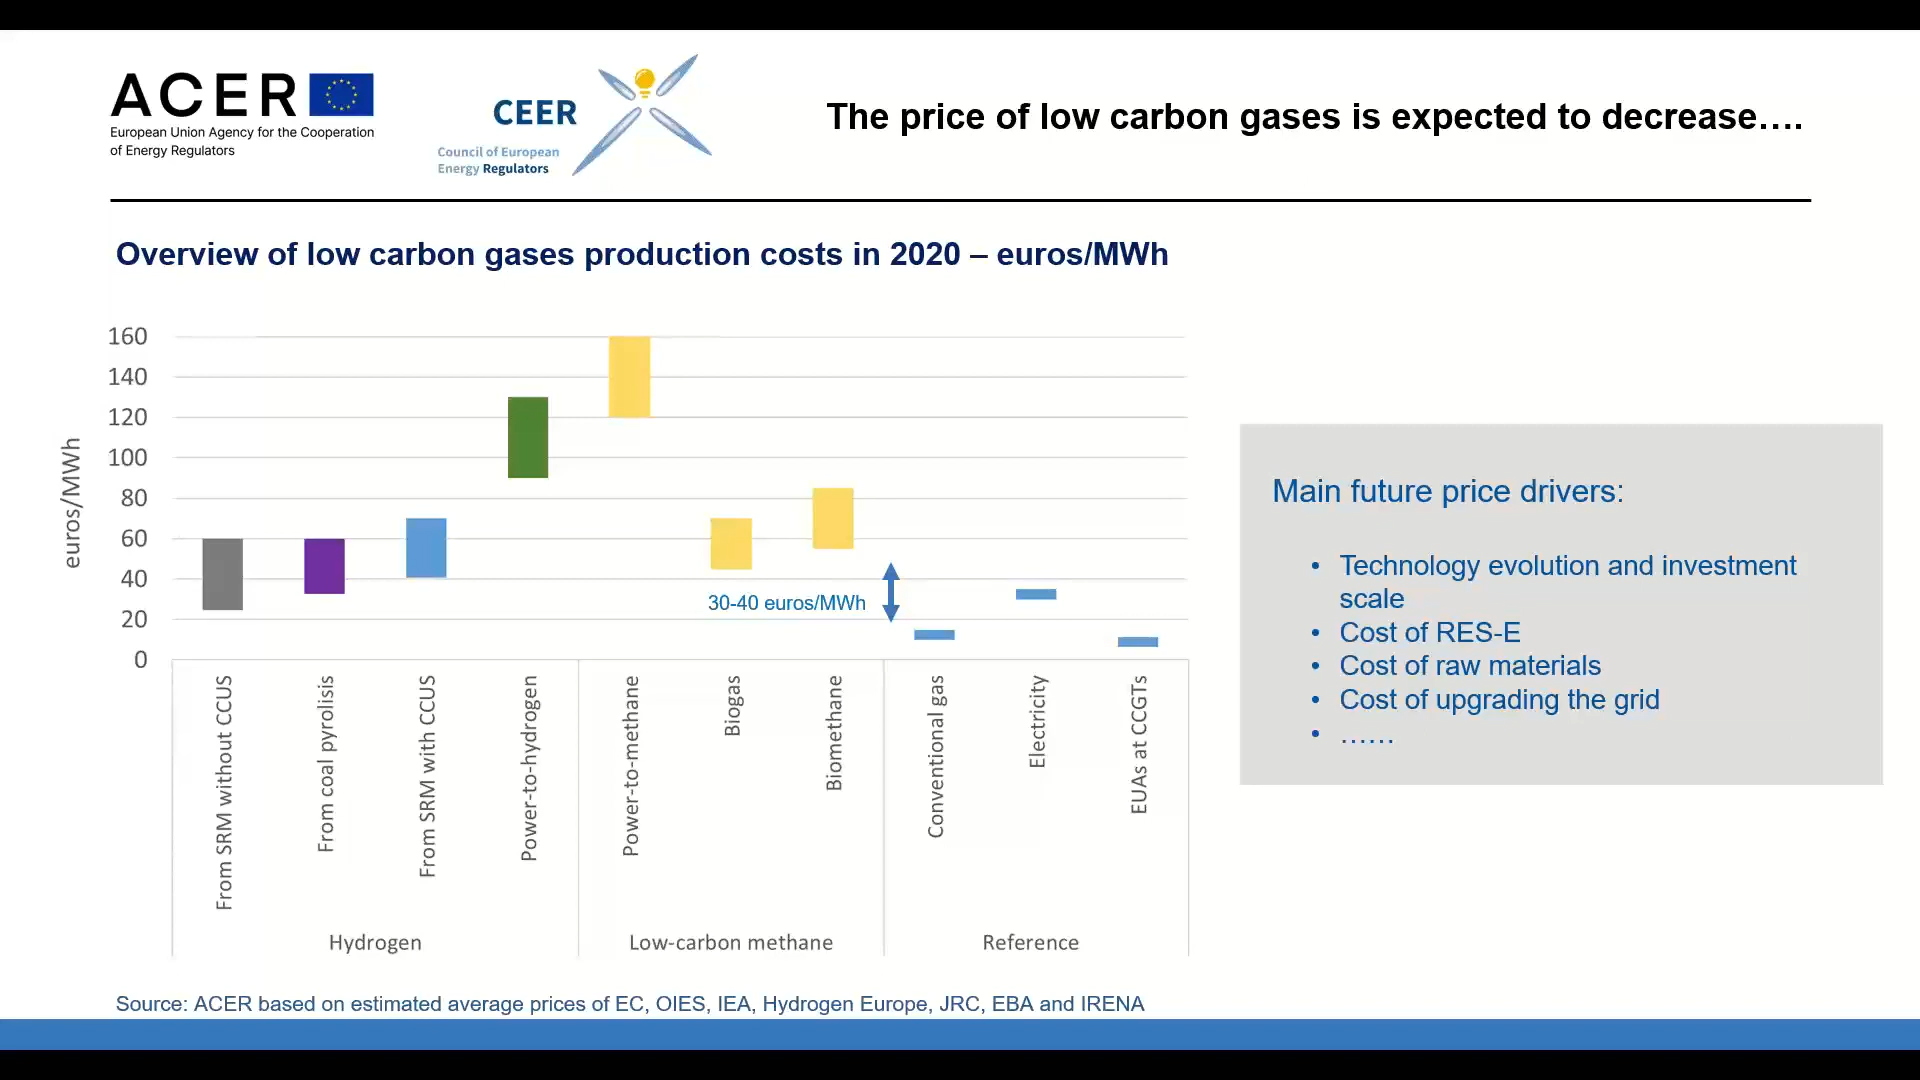 ACER
European Union Agency for the Cooperation
of Energy Regulators
CEER
Council of European
Energy Regulators
The price of low carbon gases is expected to decrease….
Overview of low carbon gases production costs in 2020 – euros/MWh
euros/MWh
160
140
120
100
80
60
40
20
0
30-40 euros/MWh
From SRM without CCUS
From coal pyrolisis
From SRM with CCUS
Power-to-hydrogen
Power-to-methane
Biogas
Biomethane
Conventional gas
Electricity
EUAs at CCGTs
Hydrogen
Low-carbon methane
Reference
Main future price drivers:
• Technology evolution and investment
scale
• Cost of RES-E
• Cost of raw materials
• Cost of upgrading the grid
• ……
Source: ACER based on estimated average prices of EC, OIES, IEA, Hydrogen Europe, JRC, EBA and IRENA